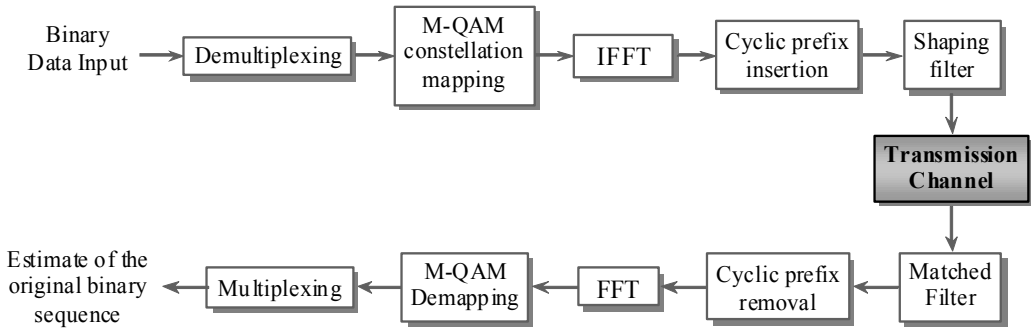 Binary
Data Input
Demultiplexing
M-QAM
constellation
mapping
IFFT
Cyclic prefix
insertion
Shaping
filter
Transmission
Channel
Estimate of the
original binary
sequence
Multiplexing
M-QAM
Demapping
FFT
Cyclic prefix
removal
Matched
Filter